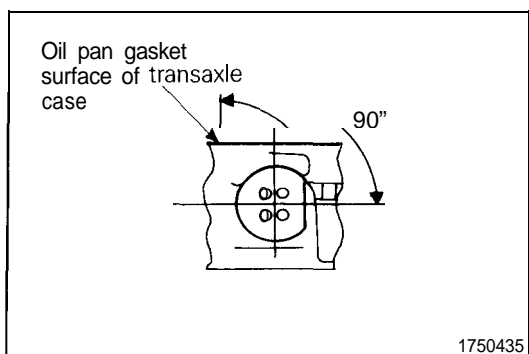 Oil pan gasket
surface of transaxle
case
90”
1750435